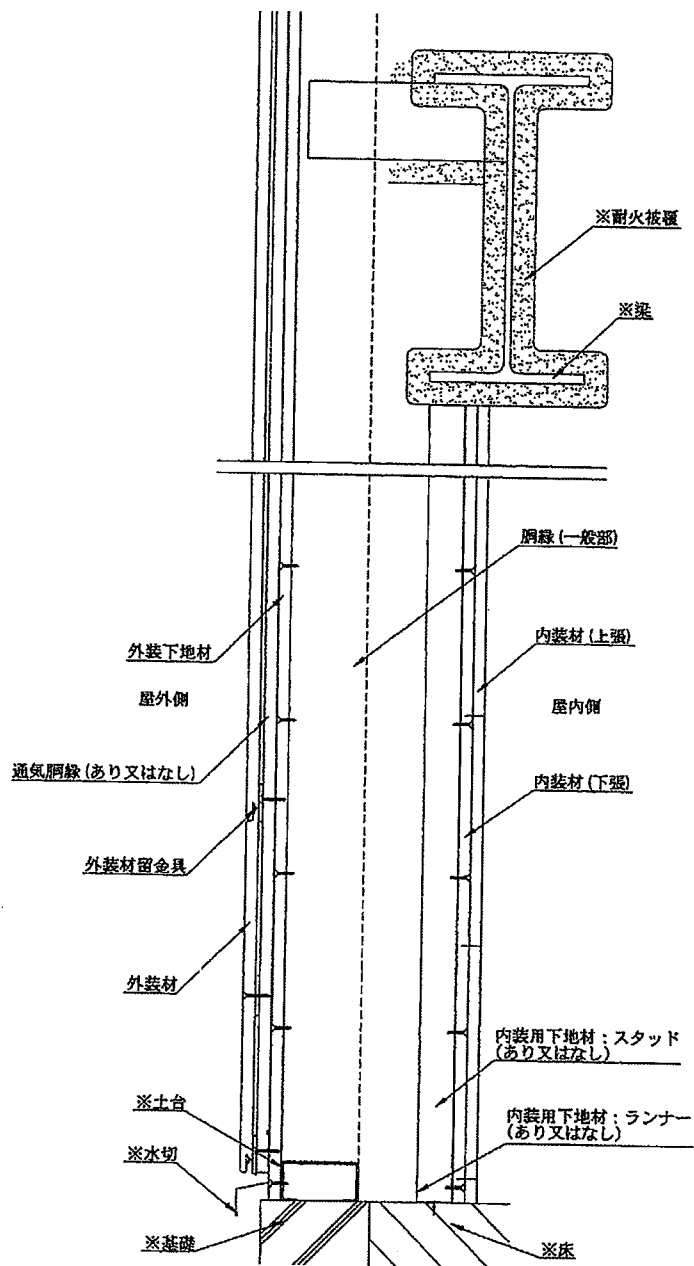 ※耐火被覆
※梁
胴縁(一般部)
外装下地材
内装材(上張)
屋外側
屋内側
通気胴縁(あり又はなし)
内装材(下張)
外装材留金具
外装材
内装用下地材:スタッド
(あり又はなし)
※土台
内装用下地材:ランナー
(あり又はなし)
※水切
※基礎
※床